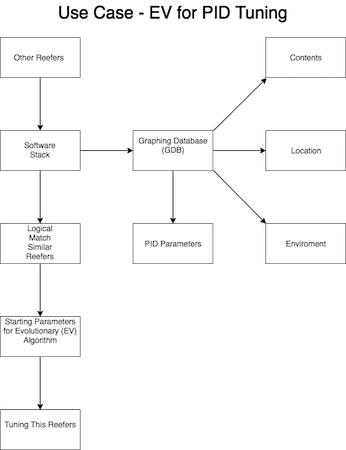 Use Case - EV for PID Tuning
Other Reefers
Contents
Software
Stack
Graphing Database
(GDB)
Location
Logical
Match
Similar
Reefers
PID Parameters
Enviroment
Starting Parameters
for Evolutionary (EV)
Algorithm
Tuning This Reefers